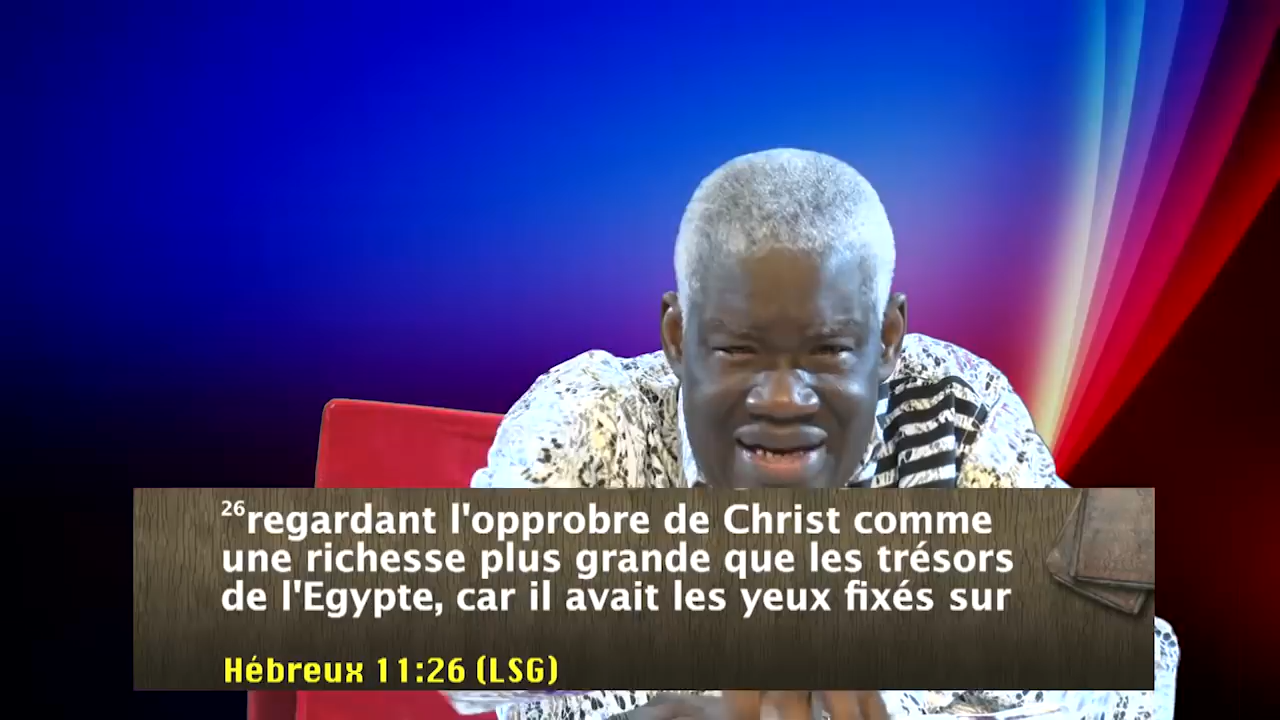 26regardant l'opprobre de Christ comme
une richesse plus grande que les trésors
de l'Egypte, car il avait les yeux fixés sur
Hébreux 11:26 (LSG)